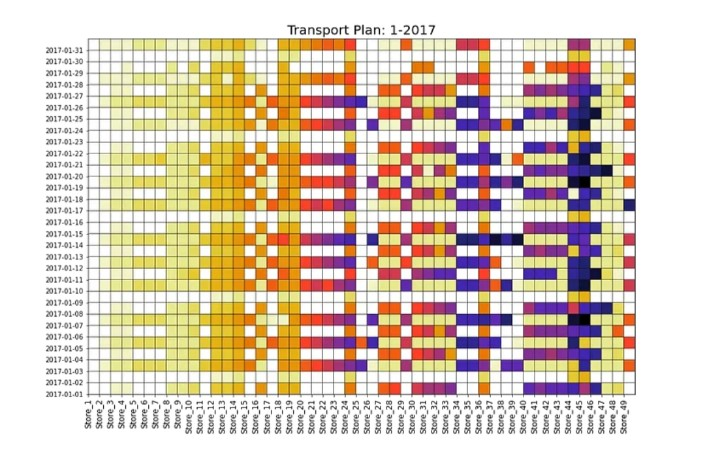 Transport Plan: 1-2017
2017-01-31
2017-01-30
2017-01-29
2017-01-28
2017-01-27
2017-01-26
2017-01-25
2017-01-24
2017-01-23
2017-01-22
2017-01-21
2017-01-20
2017-01-19
2017-01-18
2017-01-17
2017-01-16
2017-01-15
2017-01-14
2017-01-13
2017-01-12
2017-01-11
2017-01-10
2017-01-09
2017-01-08
2017-01-07
2017-01-06
2017-01-05
2017-01-04
2017-01-03
2017-01-02
2017-01-01
Store_1
Store_2
Store_3
Store_4
Store_5
Store_6
Store_7
Store_8
Store_9
Store_10
Store_11
Store_12
Store_13
Store_14
Store_15
Store_16
Store_17
Store_18
Store_19
Store_20
Store_21
Store_22
Store_23
Store_24
Store_25
Store_26
Store_27
Store_28
Store_29
Store_30
Store_31
Store_32
Store_33
Store_34
Store_35
Store_36
Store_37
Store_38
Store_39
Store_40
Store_41
Store_42
Store_43
Store_44
Store_45
Store_46
Store_47
Store_48
Store_49